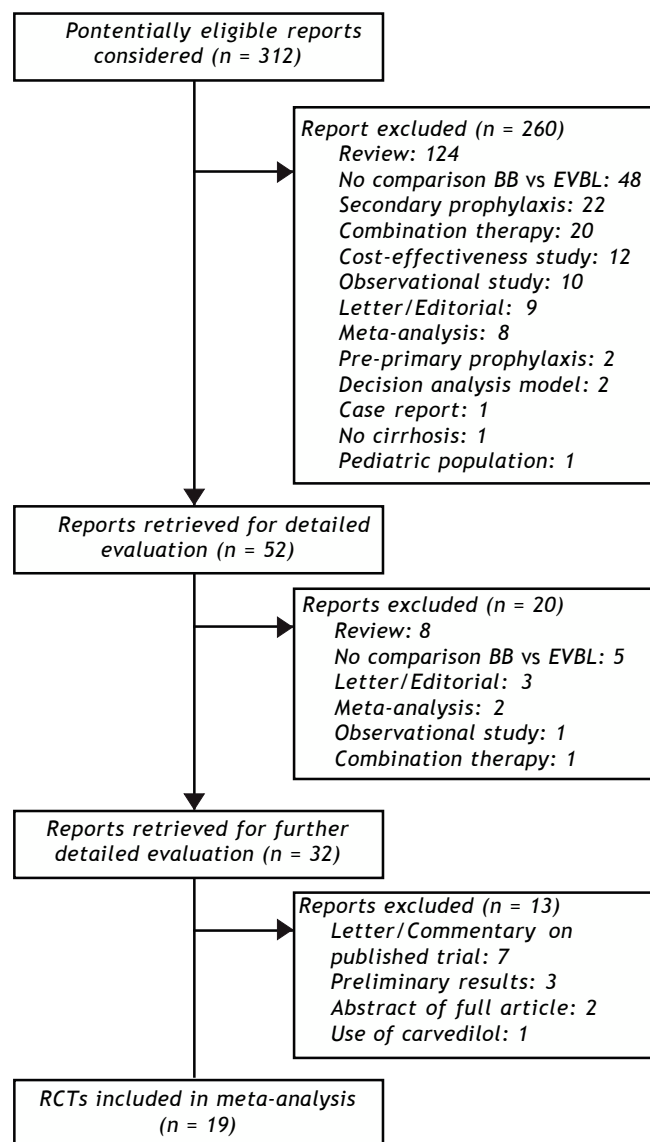 Pontentially eligible reports
considered (n = 312)
Report excluded (n = 260)
Review: 124
No comparison BB vs EVBL: 48
Secondary prophylaxis: 22
Combination therapy: 20
Cost-effectiveness study: 12
Observational study: 10
Letter/Editorial: 9
Meta-analysis: 8
Pre-primary prophylaxis: 2
Decision analysis model: 2
Case report: 1
No cirrhosis: 1
Pediatric population: 1
Reports retrieved for detailed
evaluation (n = 52)
Reports excluded (n = 20)
Review: 8
No comparison BB vs EVBL: 5
Letter/Editorial: 3
Meta-analysis: 2
Observational study: 1
Combination therapy: 1
Reports retrieved for further
detailed evaluation (n = 32)
Reports excluded (n = 13)
Letter/Commentary on
published trial: 7
Preliminary results: 3
Abstract of full article: 2
Use of carvedilol: 1
RCTs included in meta-analysis
(n = 19)